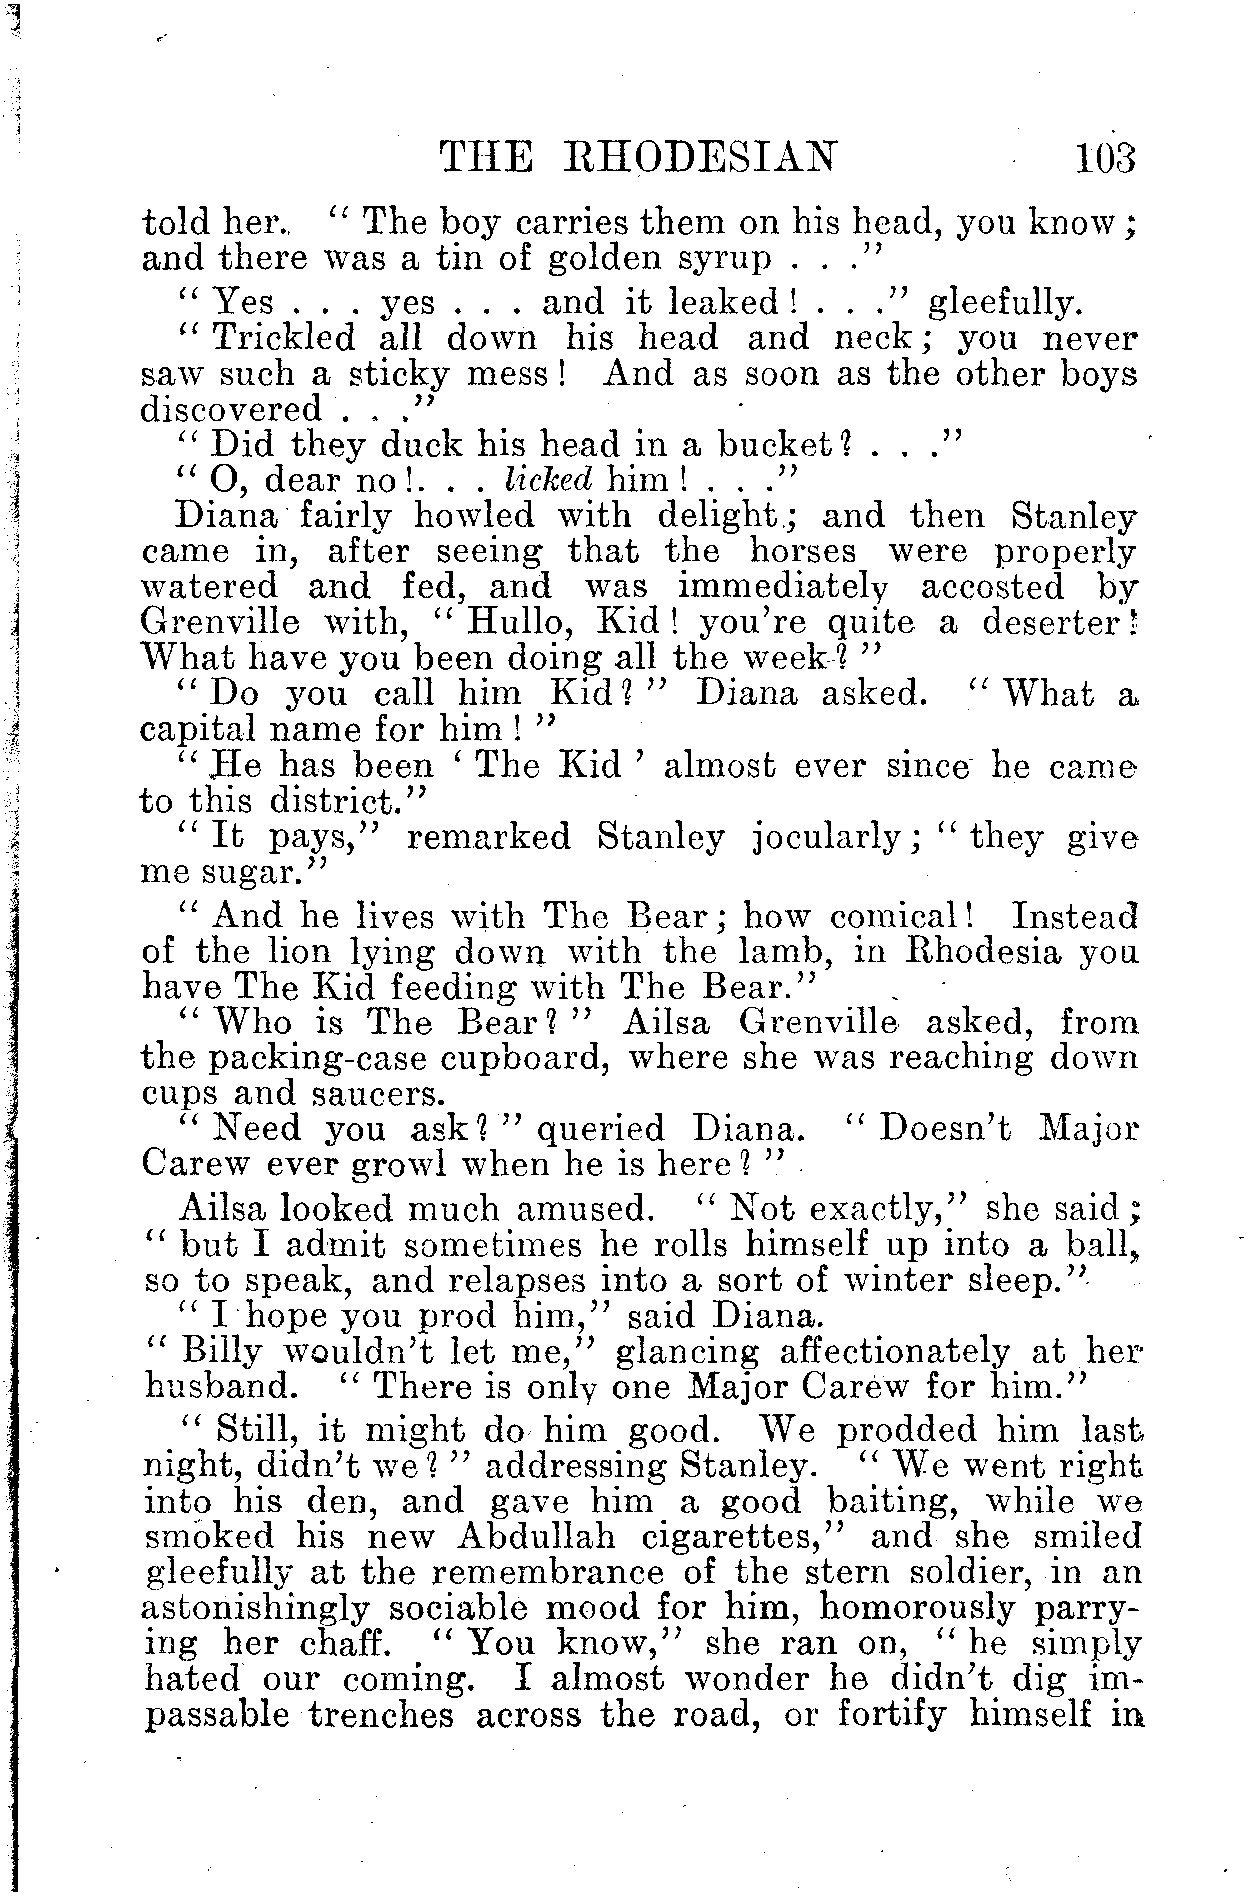 THE RHODESIAN 103
told her. “ The boy carries them on his head, you know ;
and there was a tin of golden syrup . . .”
“ Yes . . . yes . . . and it leaked ! . . .” gleefully.
“ Trickled all down his head and neck ; you never
saw such a sticky mess ! And as soon as the other boys
discovered . . .”
“ Did they duck his head in a bucket ? . . .”
“ O, dear no !. . . licked him ! . . .”
Diana fairly howled with delight ; and then Stanley
came in, after seeing that the horses were properly
watered and fed, and was immediately accosted by
Grenville with, “ Hullo, Kid ! you're quite a deserter !
What have you been doing all the week ? ”
“ Do you call him Kid ? ” Diana asked. “ What a
capital name for him ! ”
“ He has been ‘ The Kid ’ almost ever since he came
to this district.”
“ It pays,” remarked Stanley jocularly ; “ they give
me sugar.”
“ And he lives with The Bear ; how comical ! Instead
of the lion lying down with the lamb, in Rhodesia you
have The Kid feeding with The Bear.”
“ Who is The Bear ? ” Ailsa Grenville asked, from
the packing-case cupboard, where she was reaching down
cups and saucers.
“ Need you ask ? ” queried Diana. “ Doesn't Major
Carew ever growl when he is here ? ”
Ailsa looked much amused. “ Not exactly,” she said ;
“ but I admit sometimes he rolls himself up into a ball,
so to speak, and relapses into a sort of winter sleep.”
“ I hope you prod him,” said Diana.
“ Billy wouldn't let me,” glancing affectionately at her
husband. “ There is only one Major Carew for him.”
“ Still, it might do him good. We prodded him last
night, didn't we ? ” addressing Stanley. “ We went right
into his den, and gave him a good baiting, while we
smoked his new Abdullah cigarettes,” and she smiled
gleefully at the remembrance of the stern soldier, in an
astonishingly sociable mood for him, homorously parry-
ing her chaff. “ You know,” she ran on, “ he simply
hated our coming. I almost wonder he didn't dig im-
passable trenches across the road, or fortify himself in